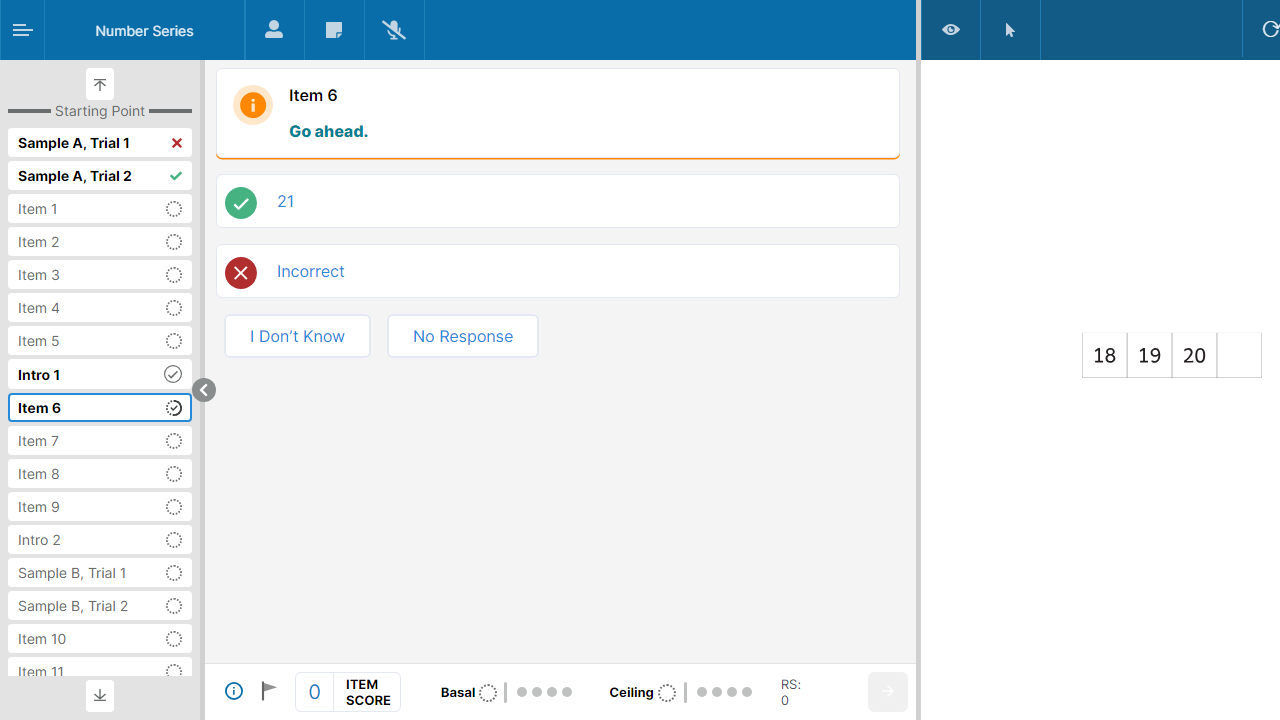 Number Series
Starting Point
Sample A, Trial 1
Sample A, Trial 2
Item 1
Item 2
Item 3
Item 4
Item 5
Intro 1
Item 6
Item 7
Item 8
Item 9
Intro 2
Sample B, Trial 1
Sample B, Trial 2
Item 10
Item 11
Item 6
Go ahead.
21
Incorrect
I Don’t Know
No Response
0
ITEM
SCORE
Basal
Ceiling
RS:
0
18 19 20